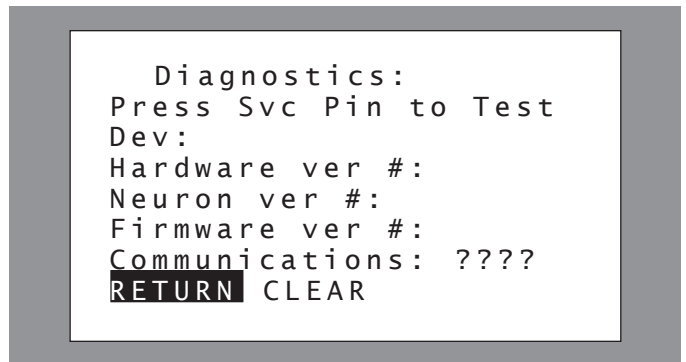 Diagnostics:
Press Svc Pin to Test
Dev:
Hardware ver #:
Neuron ver #:
Firmware ver #:
Communications: ????
RETURN CLEAR